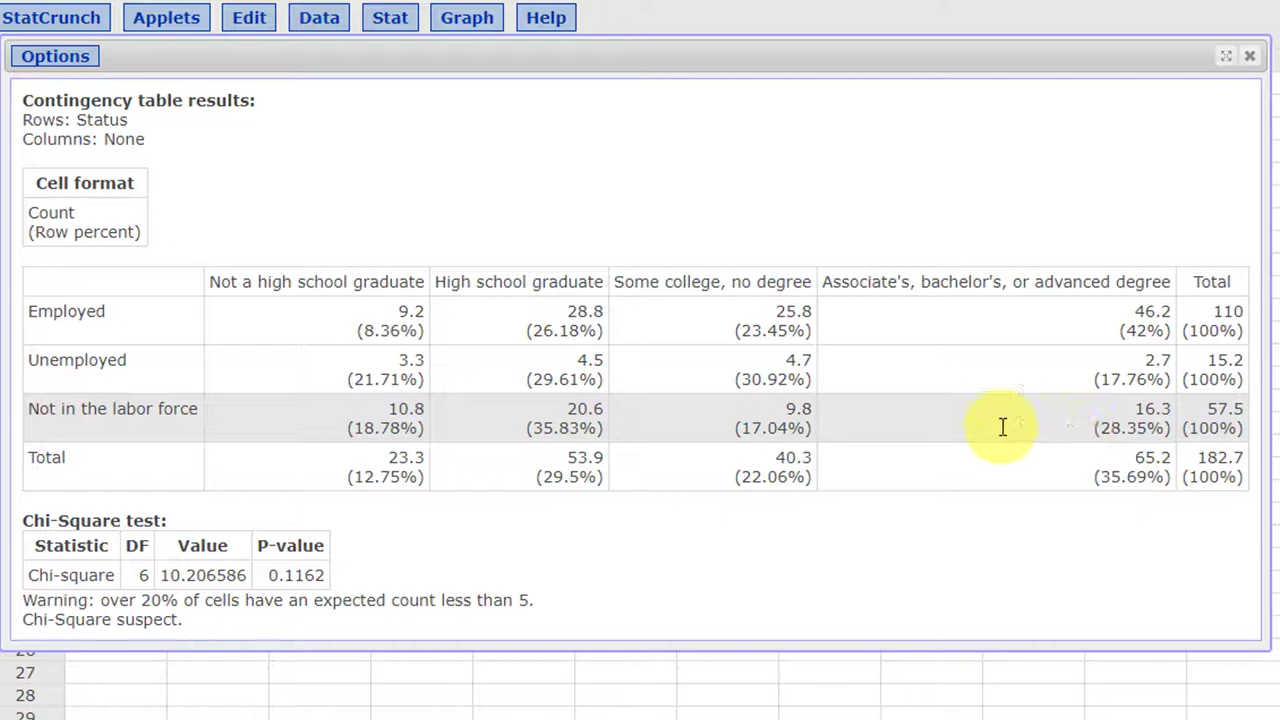 StatCrunch Applets Edit Data Stat Graph Help
Options
Contingency table results:
Rows: Status
Columns: None
Cell format
Count
(Row percent)
Not a high school graduate High school graduate Some college, no degree Associate's, bachelor's, or advanced degree Total
Employed 9.2 28.8 25.8 46.2 110
(8.36%) (26.18%) (23.45%) (42%) (100%)
Unemployed 3.3 4.5 4.7 2.7 15.2
(21.71%) (29.61%) (30.92%) (17.76%) (100%)
Not in the labor force 10.8 20.6 9.8 16.3 57.5
(18.78%) (35.83%) (17.04%) (28.35%) (100%)
Total 23.3 53.9 40.3 65.2 182.7
(12.75%) (29.5%) (22.06%) (35.69%) (100%)
Chi-Square test:
Statistic DF Value P-value
Chi-square 6 10.206586 0.1162
Warning: over 20% of cells have an expected count less than 5.
Chi-Square suspect.
27
28